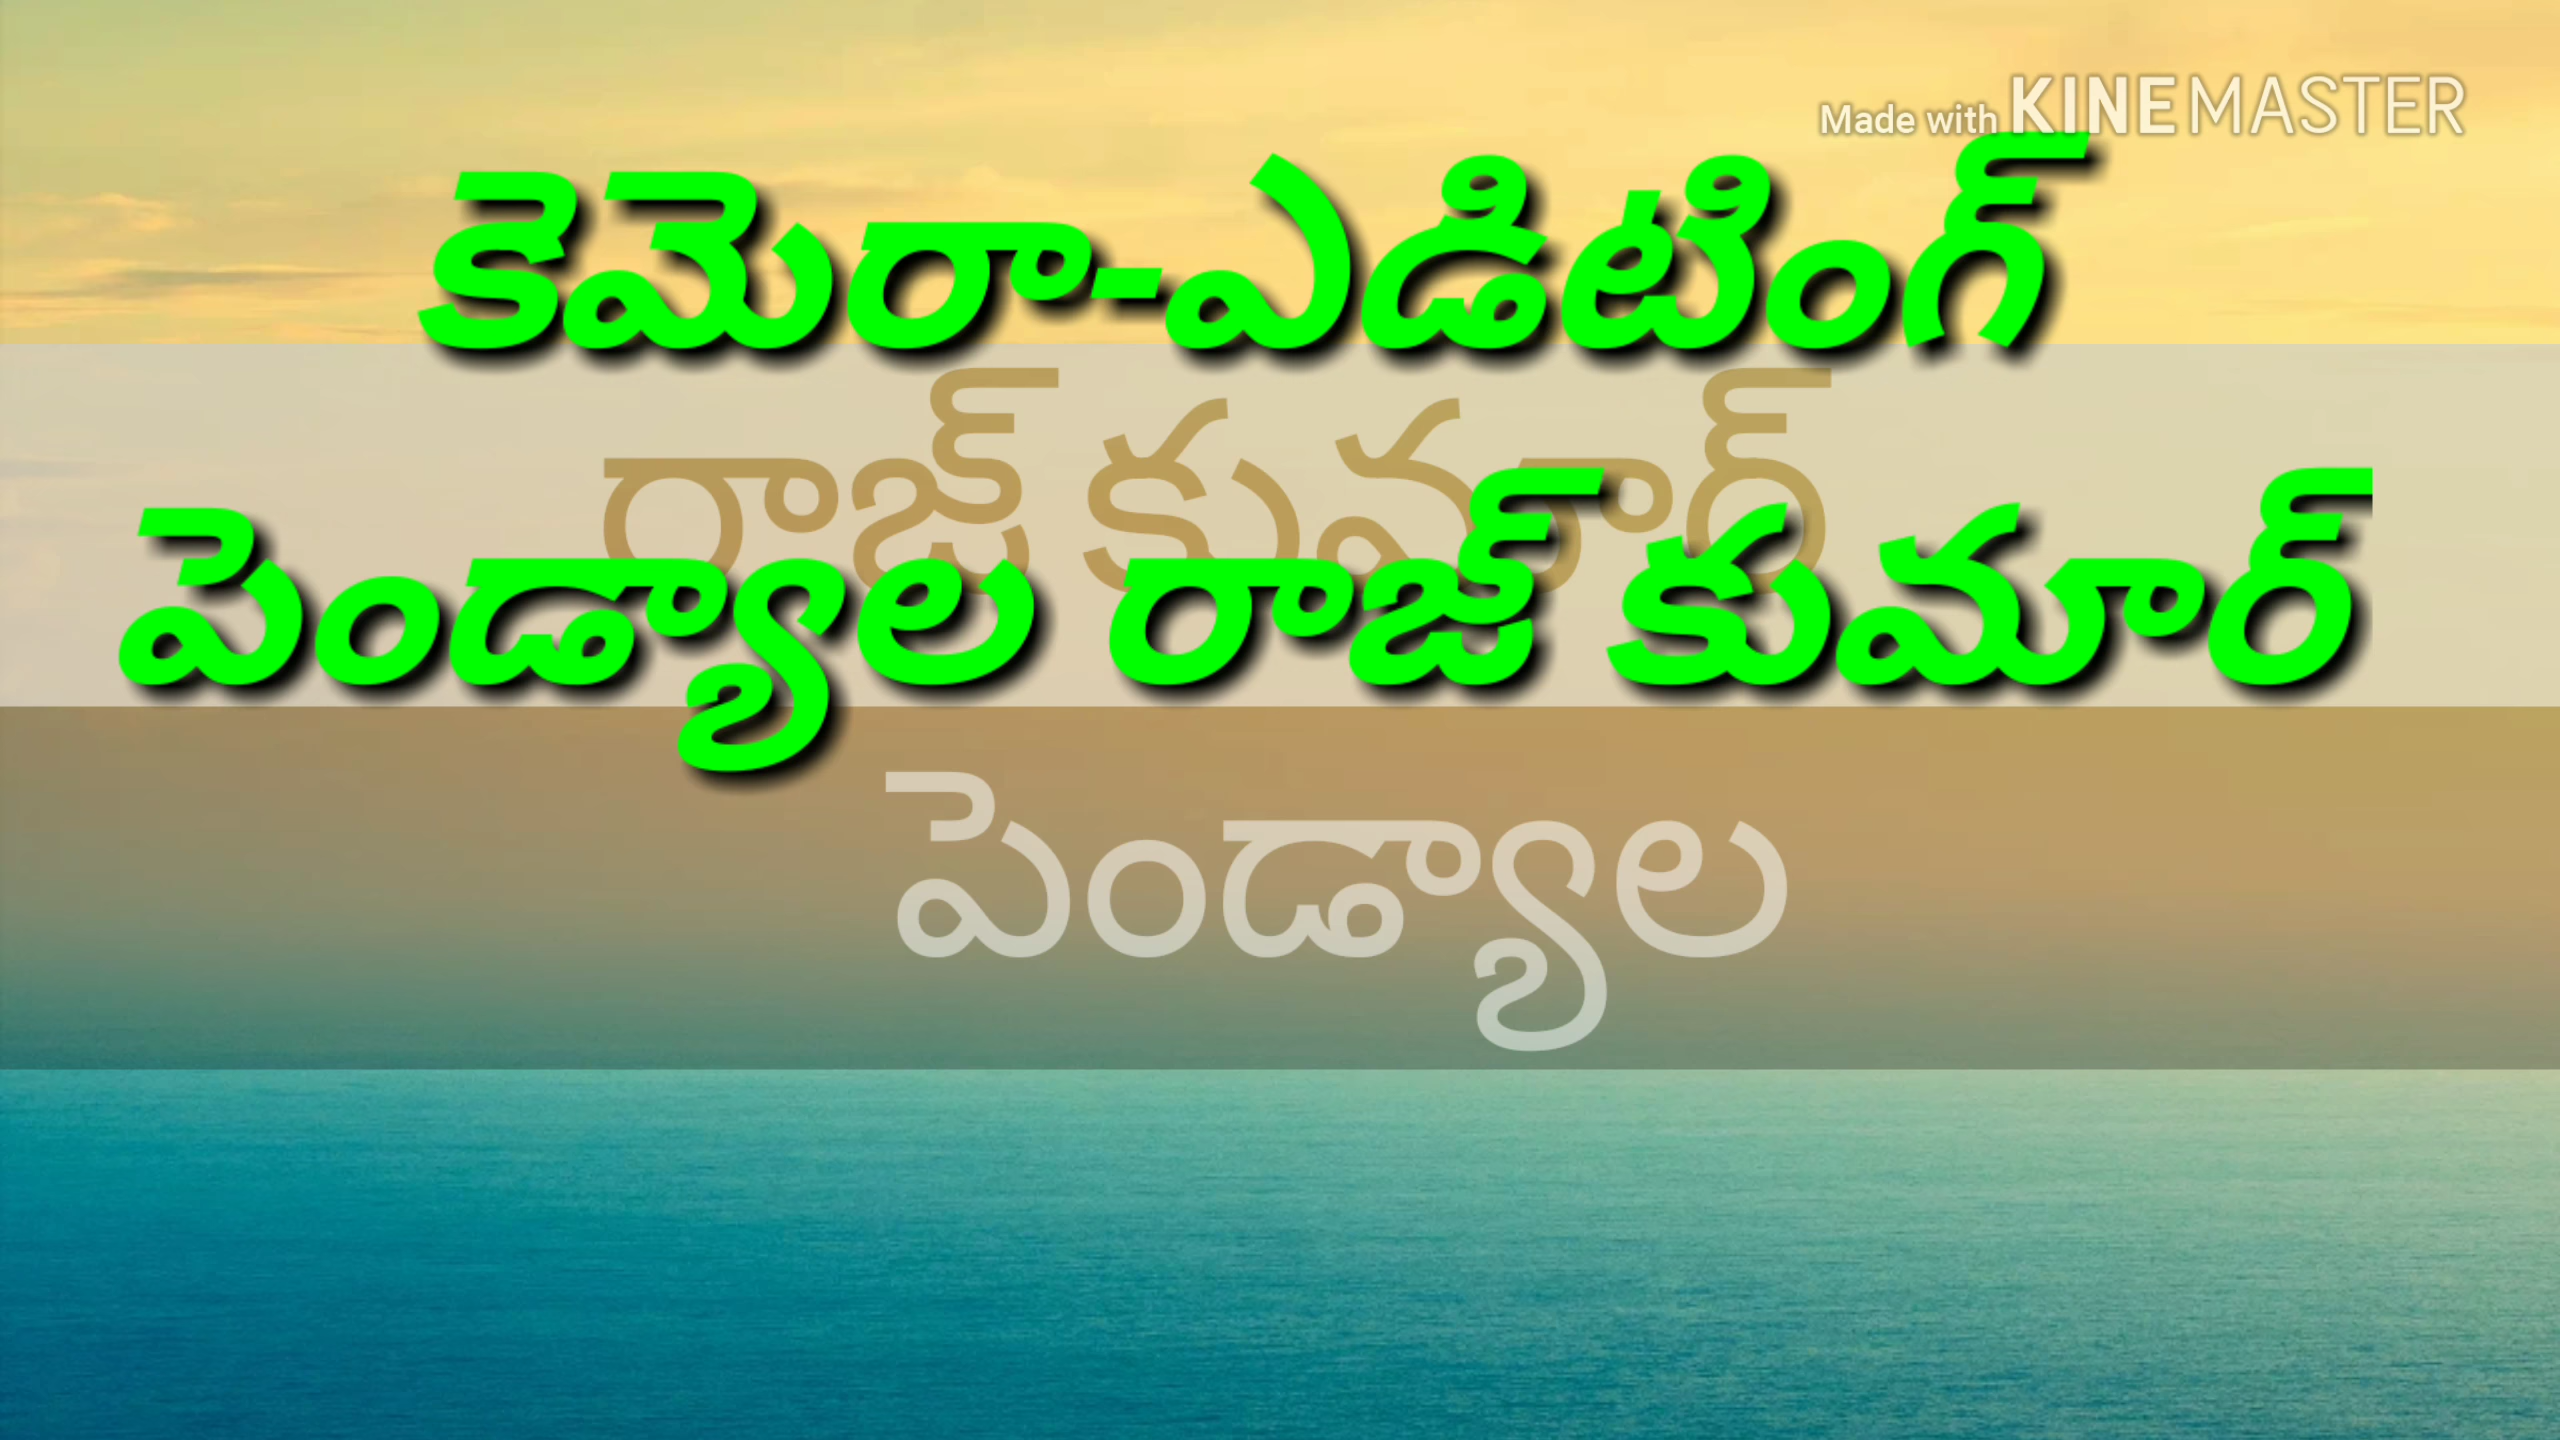 Made with KINEMASTER
కెమెరా-ఎడిటింగ్
రాజ్ కుమార్
పెండ్యాల రాజ్ కుమార్
పెండ్యాల